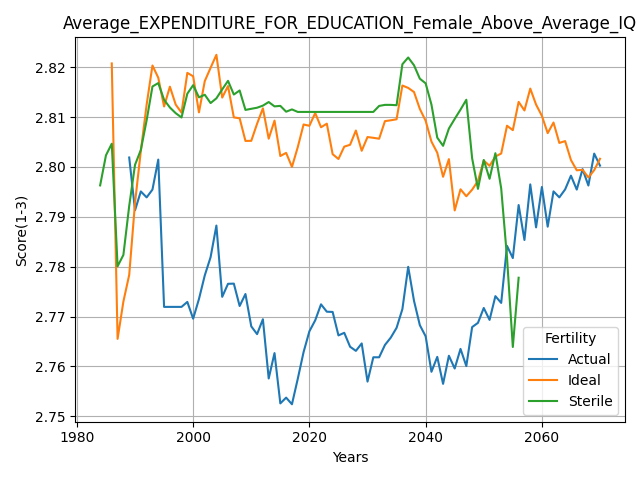 Average_EXPENDITURE_FOR_EDUCATION_Female_Above_Average_IQ
2.82
2.81
2.80
2.79
2.78
2.77
2.76
2.75
Score(1-3)
1980
2000
2020
2040
2060
Years
Fertility
Actual
Ideal
Sterile